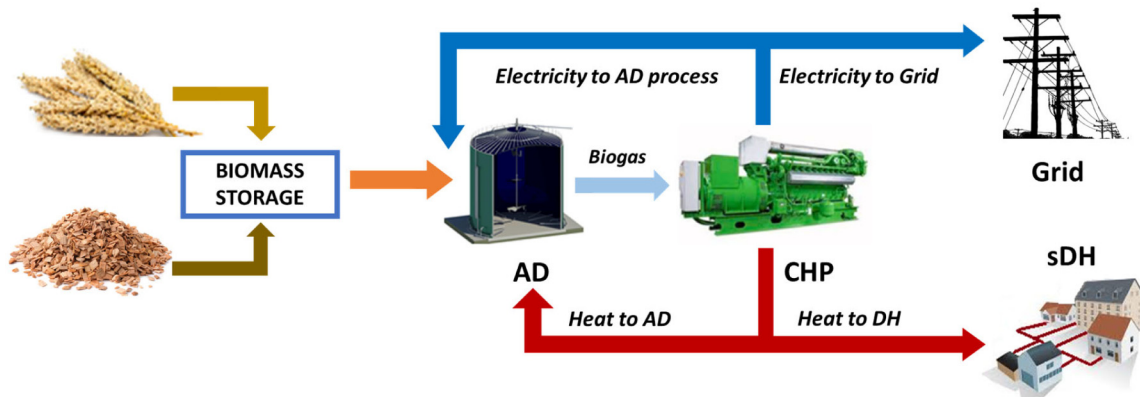 Electricity to AD process
Electricity to Grid
BIOMASS
STORAGE
Biogas
Grid
AD
CHP
sDH
Heat to AD
Heat to DH